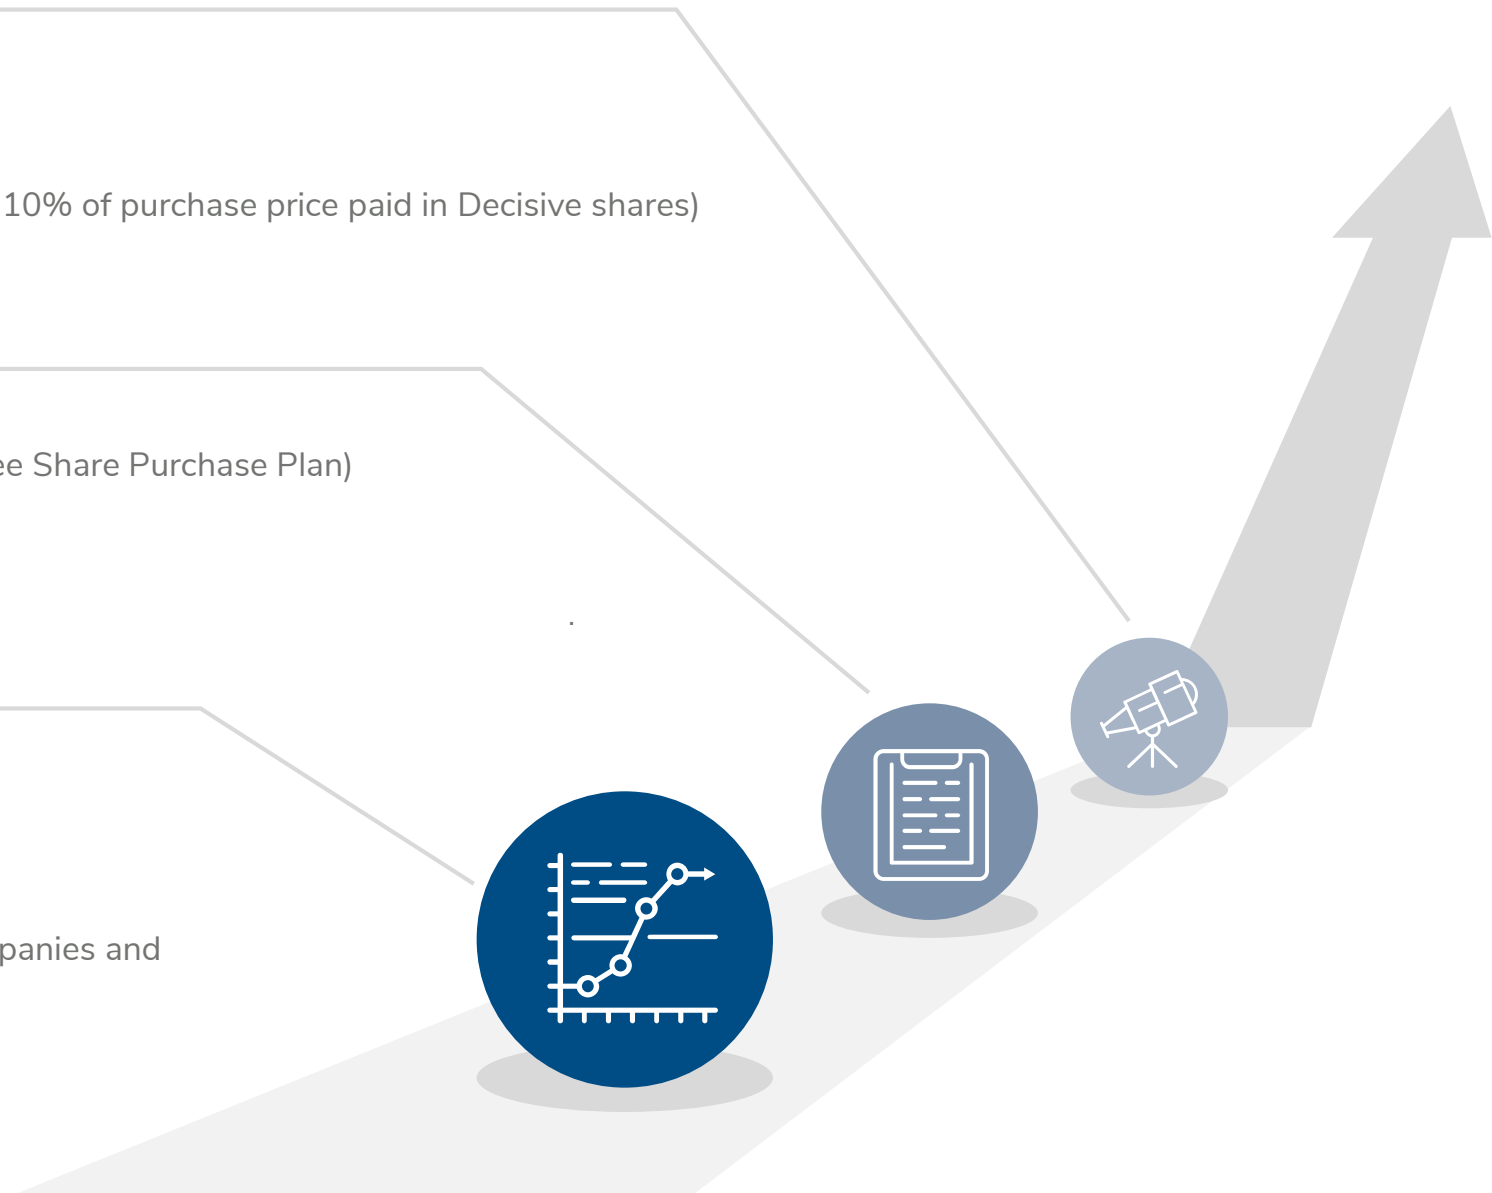 10% of purchase price paid in Decisive shares)
ee Share Purchase Plan)
.
panies and